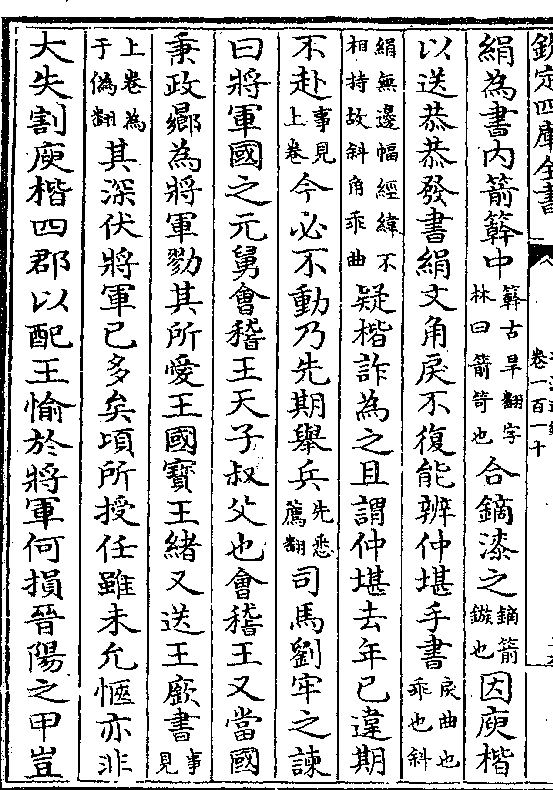 欽定四庫全書
卷一百一十
絹為書内箭簳中簳古旱翻字林曰箭笴也合鏑漆之鏑箭鏃也因庾楷
以送恭恭發書絹文角戾不復能辨仲堪手書戾曲也乖也斜
絹無邊幅經緯不相持故斜角乖曲疑楷詐為之且謂仲堪去年已違期
不赴事見上卷今必不動乃先期舉兵先悉薦翻司馬劉牢之諫
曰將軍國之元舅會稽王天子叔父也會稽王又當國
秉政鄉為將軍勠其所愛王國寶王緒又送王廞書事見
上卷為于偽翻其深伏將軍已多矣頃所授任雖未允愜亦非
大失割庾楷四郡以配王愉於將軍何損晉陽之甲豈